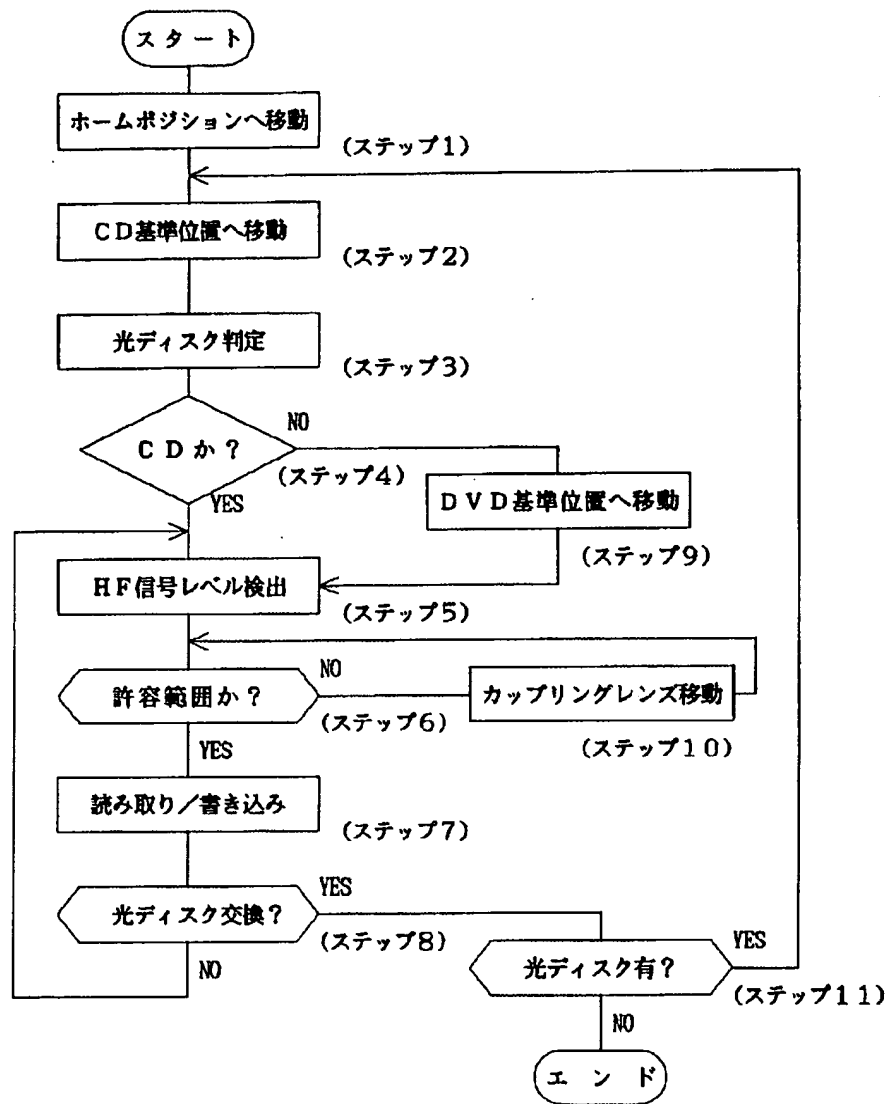 スタート
ホームポジションへ移動
(ステップ1)
CD基準位置へ移動
(ステップ2)
光ディスク判定
(ステップ3)
CDか?
NO
(ステップ4)
YES
DVD基準位置へ移動
(ステップ9)
HF信号レベル検出
(ステップ5)
許容範囲か?
NO
(ステップ6)
カップリングレンズ移動
(ステップ10)
YES
読み取り/書き込み
(ステップ7)
光ディスク交換?
YES
(ステップ8)
NO
光ディスク有?
YES
(ステップ11)
NO
エンド